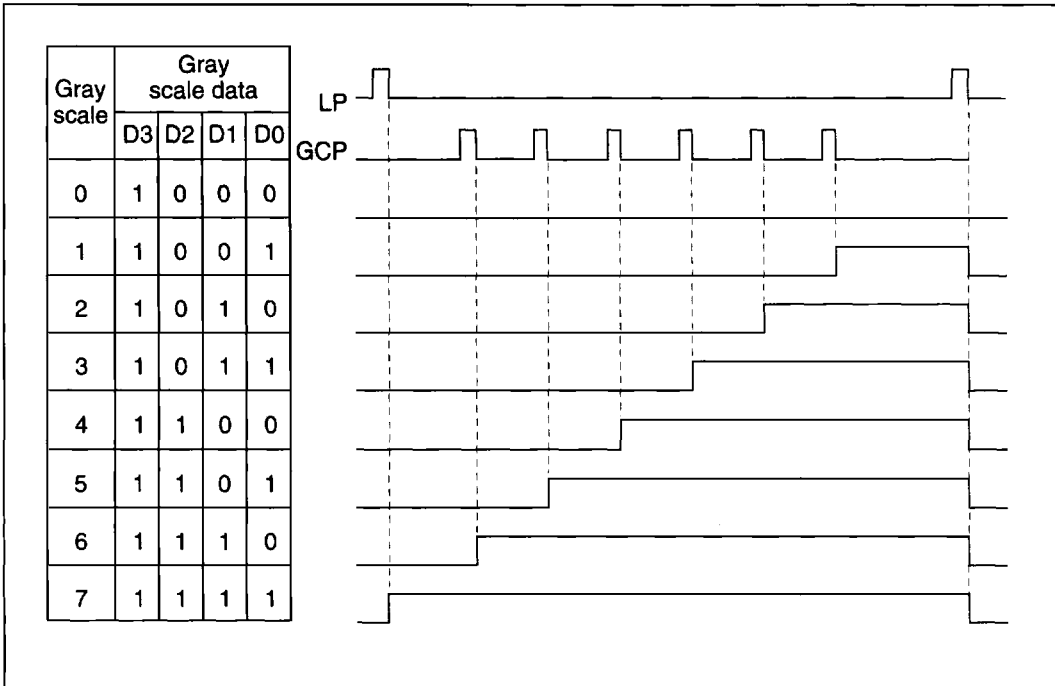 Gray scale
Gray scale data
D3 D2 D1 D0
0 1 0 0 0
1 1 0 0 1
2 1 0 1 0
3 1 0 1 1
4 1 1 0 0
5 1 1 0 1
6 1 1 1 0
7 1 1 1 1
LP
GCP